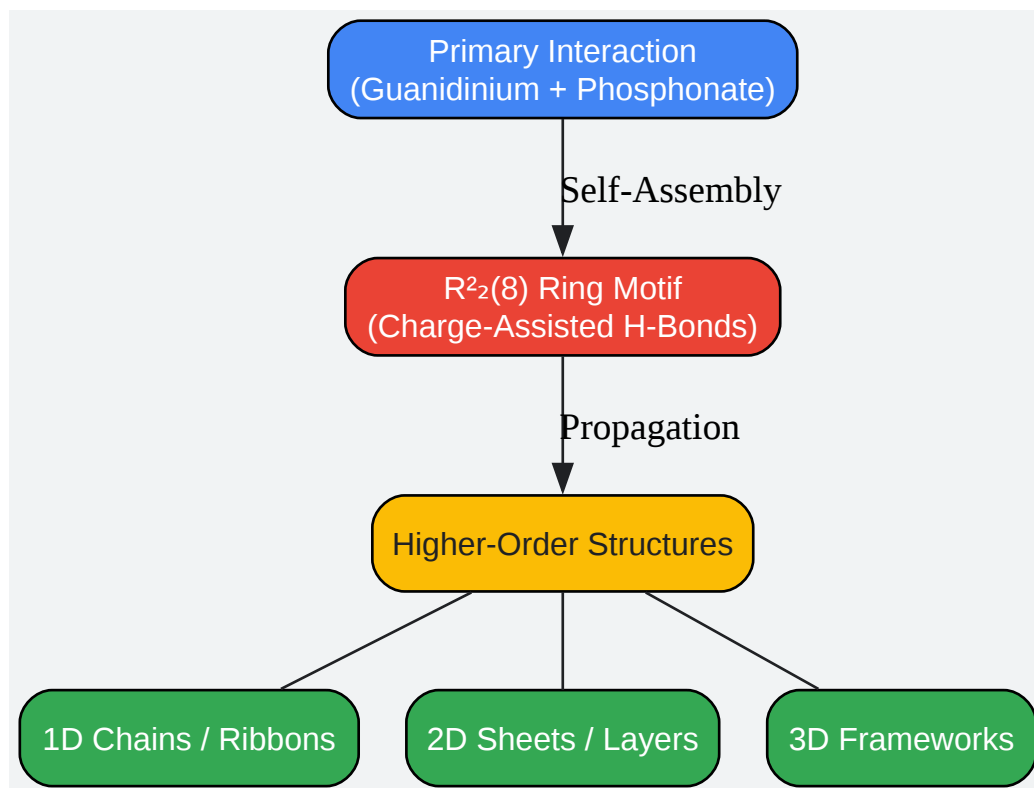 Primary Interaction
(Guanidinium + Phosphonate)
Self-Assembly
R²₂(8) Ring Motif
(Charge-Assisted H-Bonds)
Propagation
Higher-Order Structures
1D Chains / Ribbons
2D Sheets / Layers
3D Frameworks